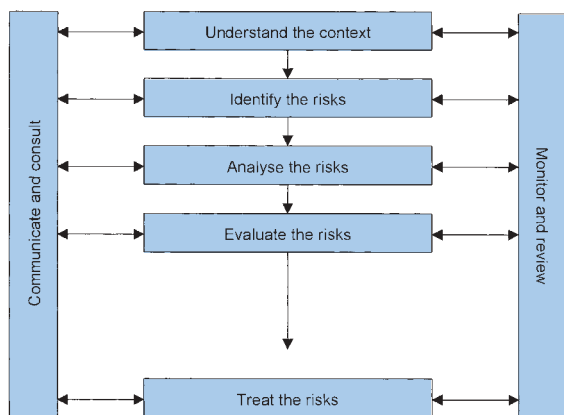 Understand the context
Identify the risks
Analyse the risks
Evaluate the risks
Treat the risks
Communicate and consult
Monitor and review